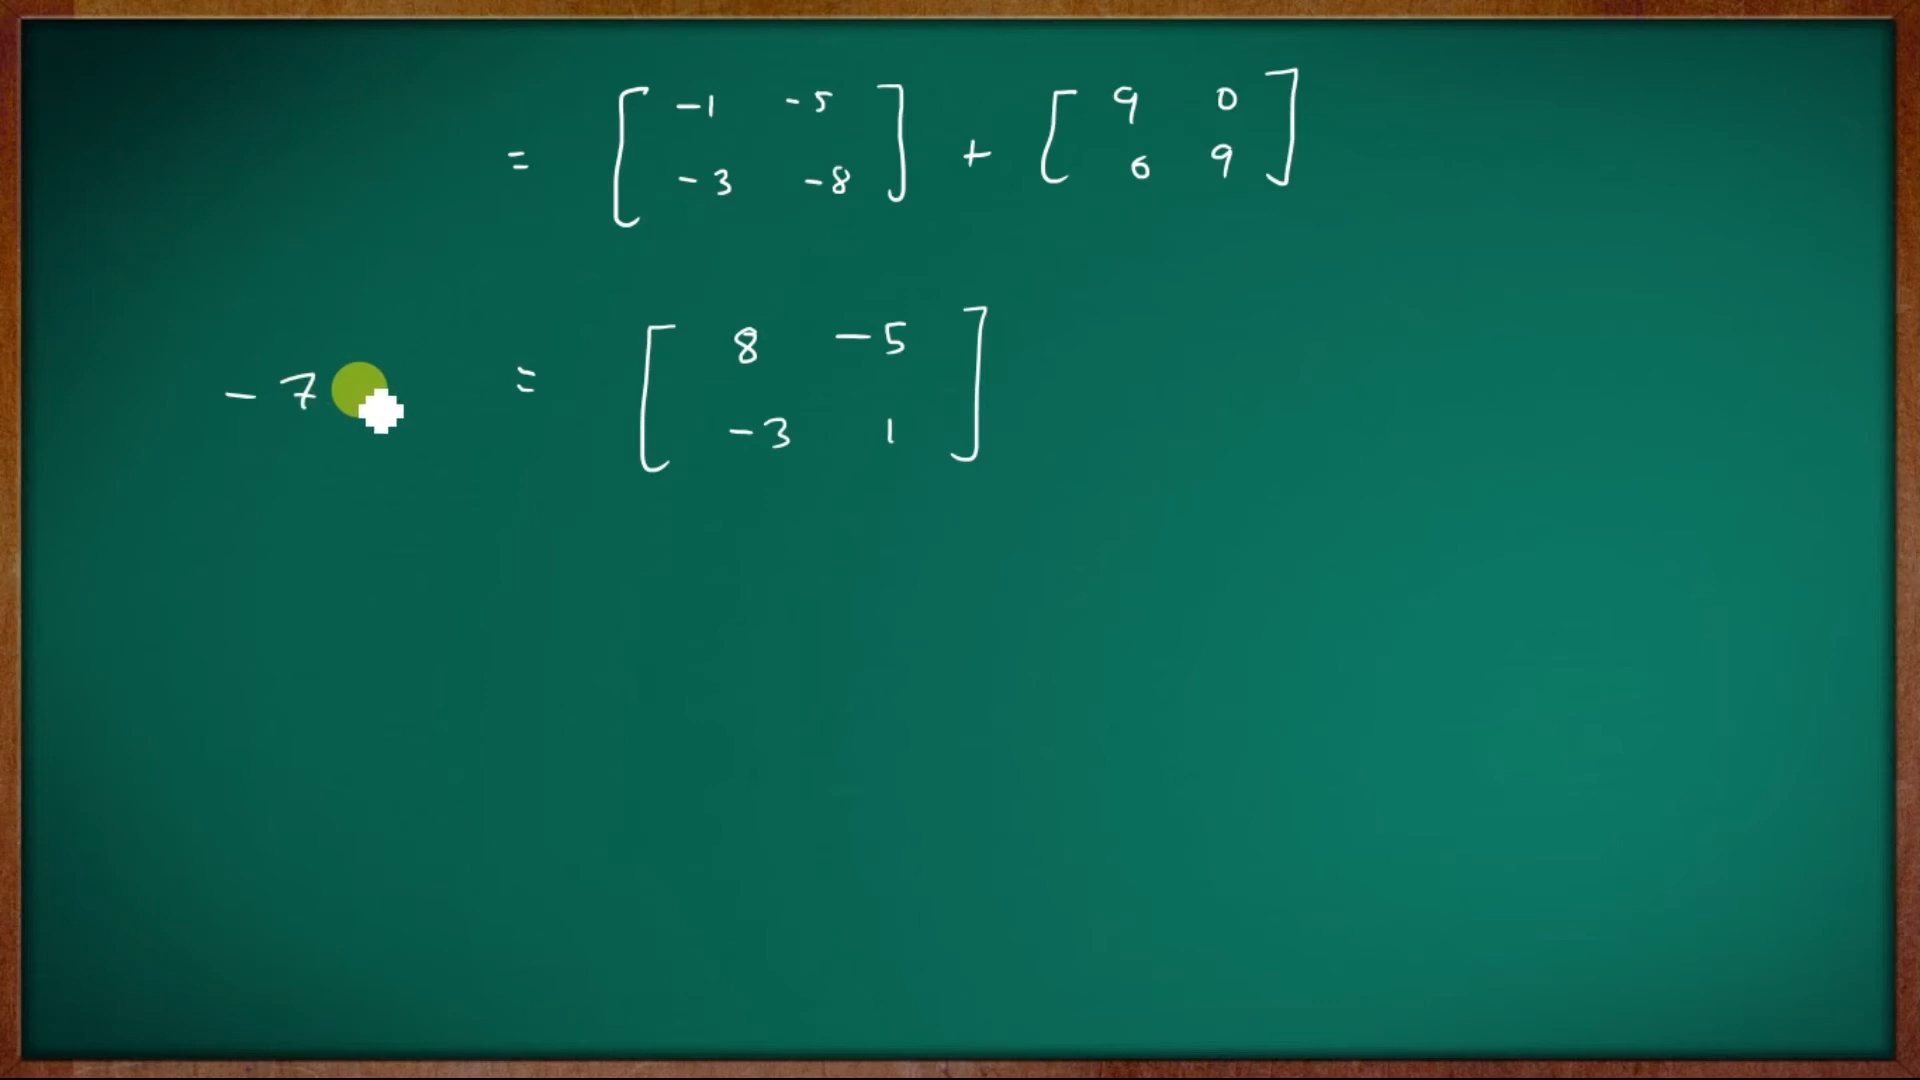 = [ -1 -5 ] + [ 9 0 ]
[ -3 -8 ] [ 6 9 ]
-7 = [ 8 -5 ]
[ -3 1 ]